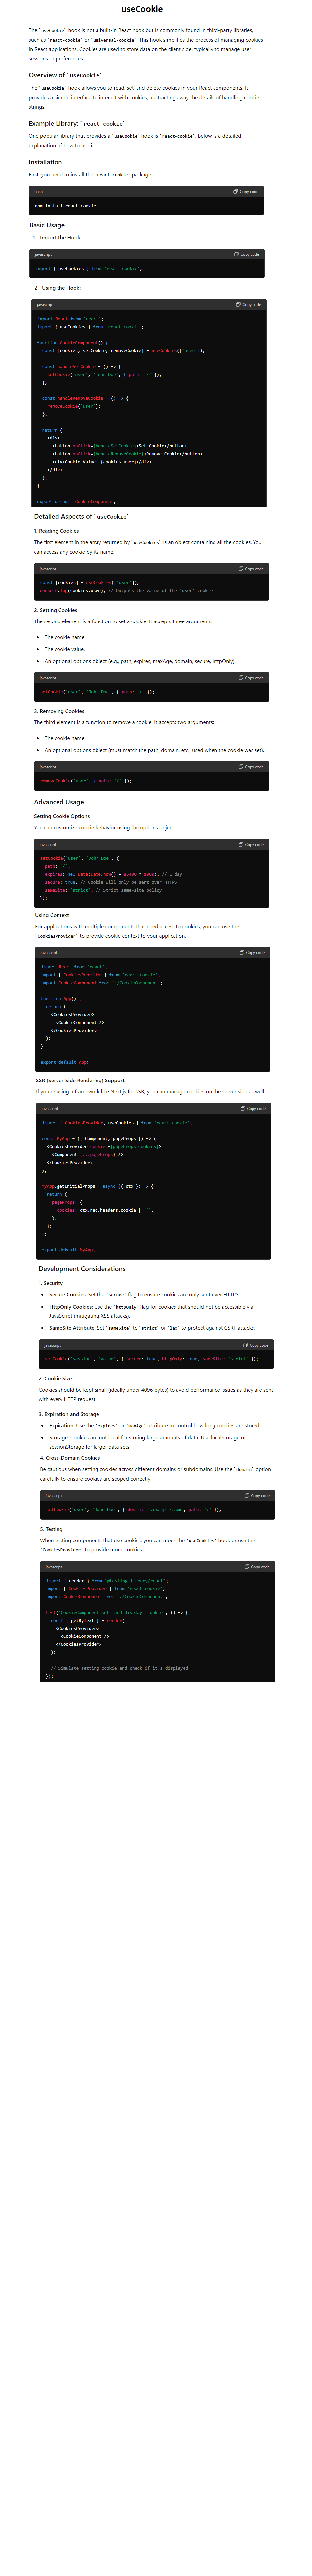 useCookie
The `useCookie` hook is not a built-in React hook but is commonly found in third-party libraries,
such as `react-cookie` or `universal-cookie`. This hook simplifies the process of managing cookies
in React applications. Cookies are used to store data on the client side, typically to manage user
sessions or preferences.
Overview of `useCookie`
The `useCookie` hook allows you to read, set, and delete cookies in your React components. It
provides a simple interface to interact with cookies, abstracting away the details of handling cookie
strings.
Example Library: `react-cookie`
One popular library that provides a `useCookie` hook is `react-cookie`. Below is a detailed
explanation of how to use it.
Installation
First, you need to install the `react-cookie` package.
bash Copy code
npm install react-cookie
Basic Usage
1. Import the Hook:
javascript Copy code
import { useCookies } from 'react-cookie';
2. Using the Hook:
javascript Copy code
import React from 'react';
import { useCookies } from 'react-cookie';
function CookieComponent() {
const [cookies, setCookie, removeCookie] = useCookies(['user']);
const handleSetCookie = () => {
setCookie('user', 'John Doe', { path: '/' });
};
const handleRemoveCookie = () => {
removeCookie('user');
};
return (
<div>
<button onClick={handleSetCookie}>Set Cookie</button>
<button onClick={handleRemoveCookie}>Remove Cookie</button>
<div>Cookie Value: {cookies.user}</div>
</div>
);
}
export default CookieComponent;
Detailed Aspects of `useCookie`
1. Reading Cookies
The first element in the array returned by `useCookies` is an object containing all the cookies. You
can access any cookie by its name.
javascript Copy code
const [cookies] = useCookies(['user']);
console.log(cookies.user); // Outputs the value of the 'user' cookie
2. Setting Cookies
The second element is a function to set a cookie. It accepts three arguments:
• The cookie name.
• The cookie value.
• An optional options object (e.g., path, expires, maxAge, domain, secure, httpOnly).
javascript Copy code
setCookie('user', 'John Doe', { path: '/' });
3. Removing Cookies
The third element is a function to remove a cookie. It accepts two arguments:
• The cookie name.
• An optional options object (must match the path, domain, etc., used when the cookie was set).
javascript Copy code
removeCookie('user', { path: '/' });
Advanced Usage
Setting Cookie Options
You can customize cookie behavior using the options object.
javascript Copy code
setCookie('user', 'John Doe', {
path: '/',
expires: new Date(Date.now() + 86400 * 1000), // 1 day
secure: true, // Cookie will only be sent over HTTPS
sameSite: 'strict', // Strict same-site policy
});
Using Context
For applications with multiple components that need access to cookies, you can use the
`CookiesProvider` to provide cookie context to your application.
javascript Copy code
import React from 'react';
import { CookiesProvider } from 'react-cookie';
import CookieComponent from './CookieComponent';
function App() {
return (
<CookiesProvider>
<CookieComponent />
</CookiesProvider>
);
}
export default App;
SSR (Server-Side Rendering) Support
If you're using a framework like Next.js for SSR, you can manage cookies on the server side as well.
javascript Copy code
import { CookiesProvider, useCookies } from 'react-cookie';
const MyApp = ({ Component, pageProps }) => (
<CookiesProvider cookies={pageProps.cookies}>
<Component {...pageProps} />
</CookiesProvider>
);
MyApp.getInitialProps = async ({ ctx }) => {
return {
pageProps: {
cookies: ctx.req.headers.cookie || '',
},
};
};
export default MyApp;
Development Considerations
1. Security
• Secure Cookies: Set the `secure` flag to ensure cookies are only sent over HTTPS.
• HttpOnly Cookies: Use the `httpOnly` flag for cookies that should not be accessible via
JavaScript (mitigating XSS attacks).
• SameSite Attribute: Set `sameSite` to `strict` or `lax` to protect against CSRF attacks.
javascript Copy code
setCookie('session', 'value', { secure: true, httpOnly: true, sameSite: 'strict' });
2. Cookie Size
Cookies should be kept small (ideally under 4096 bytes) to avoid performance issues as they are sent
with every HTTP request.
3. Expiration and Storage
• Expiration: Use the `expires` or `maxAge` attribute to control how long cookies are stored.
• Storage: Cookies are not ideal for storing large amounts of data. Use localStorage or
sessionStorage for larger data sets.
4. Cross-Domain Cookies
Be cautious when setting cookies across different domains or subdomains. Use the `domain` option
carefully to ensure cookies are scoped correctly.
javascript Copy code
setCookie('user', 'John Doe', { domain: '.example.com', path: '/' });
5. Testing
When testing components that use cookies, you can mock the `useCookies` hook or use the
`CookiesProvider` to provide mock cookies.
javascript Copy code
import { render } from '@testing-library/react';
import { CookiesProvider } from 'react-cookie';
import CookieComponent from './CookieComponent';
test('CookieComponent sets and displays cookie', () => {
const { getByText } = render(
<CookiesProvider>
<CookieComponent />
</CookiesProvider>
);
// Simulate setting cookie and check if it's displayed
});